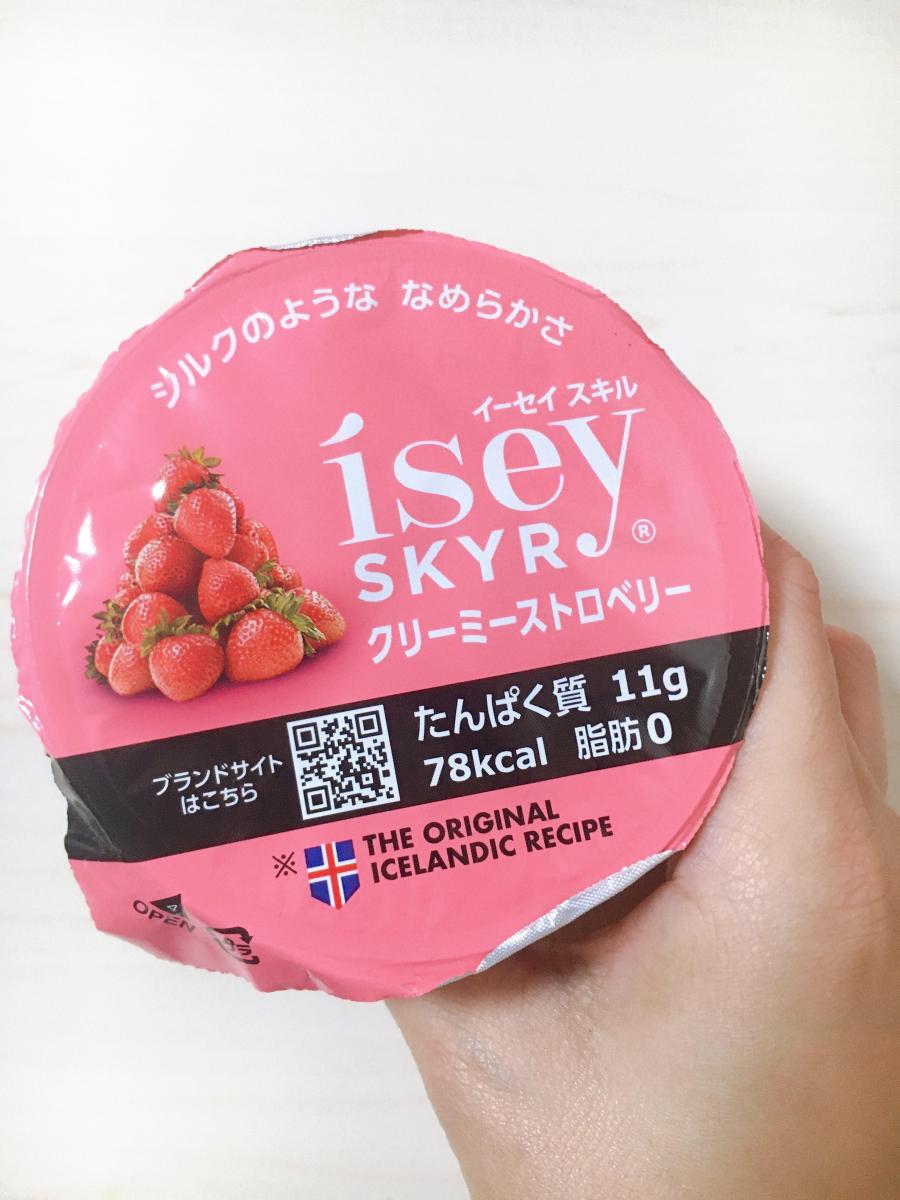 シルクのような なめらかさ
イーセイ スキル
ísey
SKYR®
クリーミーストロベリー
たんぱく質 11g
78kcal 脂肪0
ブランドサイト
はこちら
※ THE ORIGINAL
ICELANDIC RECIPE
OPEN
プラ